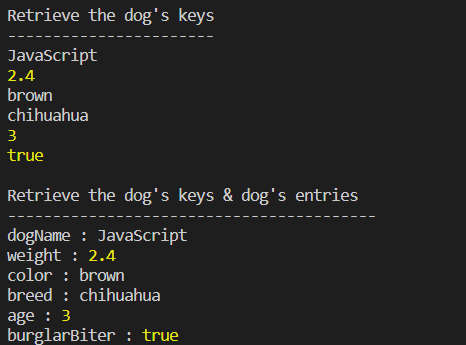 Retrieve the dog's keys
-----------------------
JavaScript
2.4
brown
chihuahua
3
true

Retrieve the dog's keys & dog's entries
-----------------------------------------
dogName : JavaScript
weight : 2.4
color : brown
breed : chihuahua
age : 3
burglarBiter : true